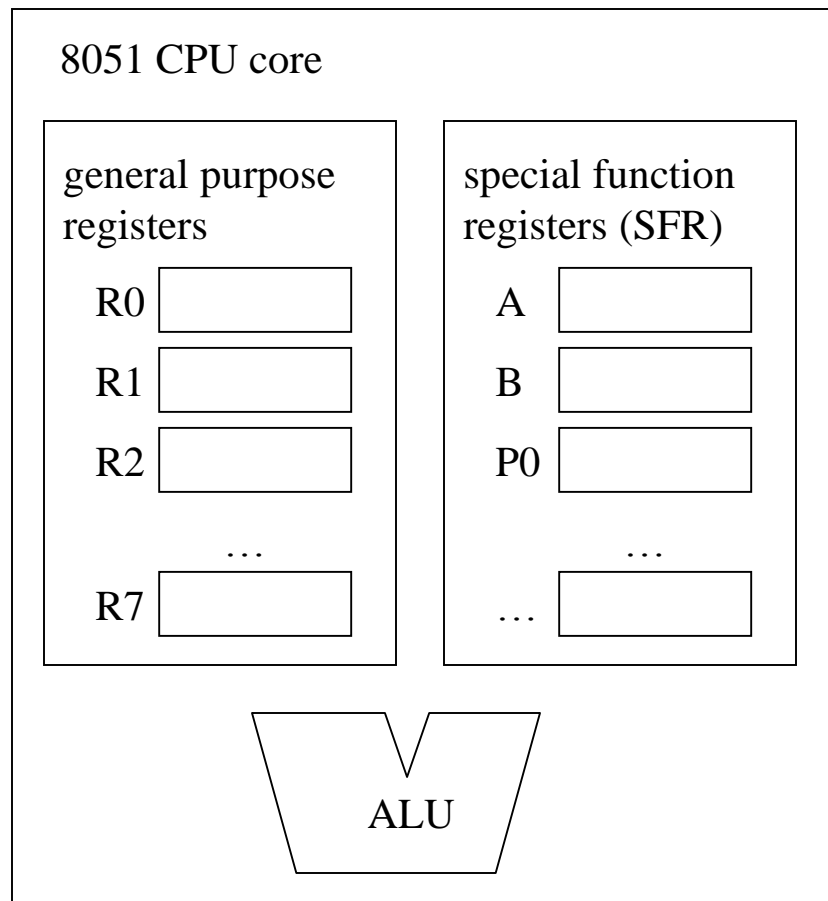 8051 CPU core
general purpose
registers
R0
R1
R2
…
R7
special function
registers (SFR)
A
B
P0
…
…
ALU